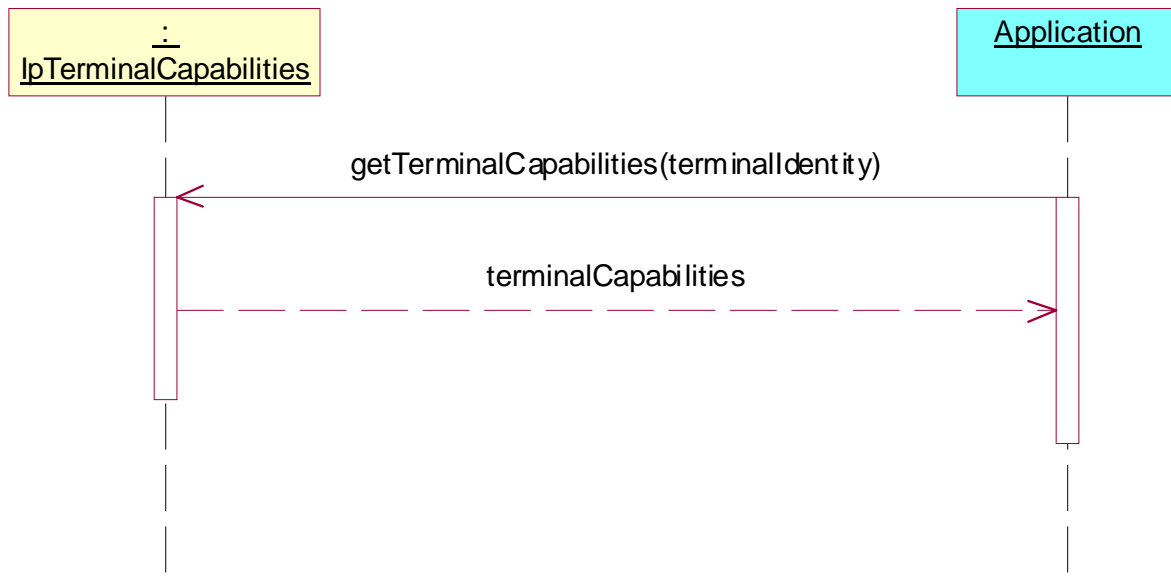 :
IpTerminalCapabilities
Application
getTerminalCapabilities(terminalIdentity)
terminalCapabilities